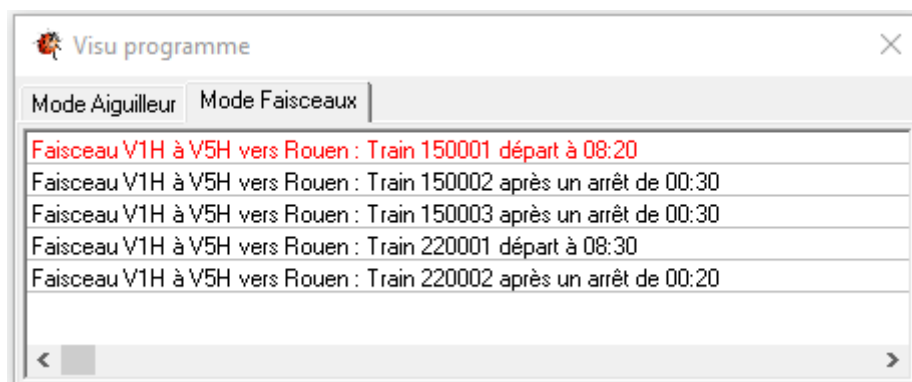 Visu programme
Mode Aiguilleur Mode Faisceaux
Faisceau V1H à V5H vers Rouen : Train 150001 départ à 08:20
Faisceau V1H à V5H vers Rouen : Train 150002 après un arrêt de 00:30
Faisceau V1H à V5H vers Rouen : Train 150003 après un arrêt de 00:30
Faisceau V1H à V5H vers Rouen : Train 220001 départ à 08:30
Faisceau V1H à V5H vers Rouen : Train 220002 après un arrêt de 00:20